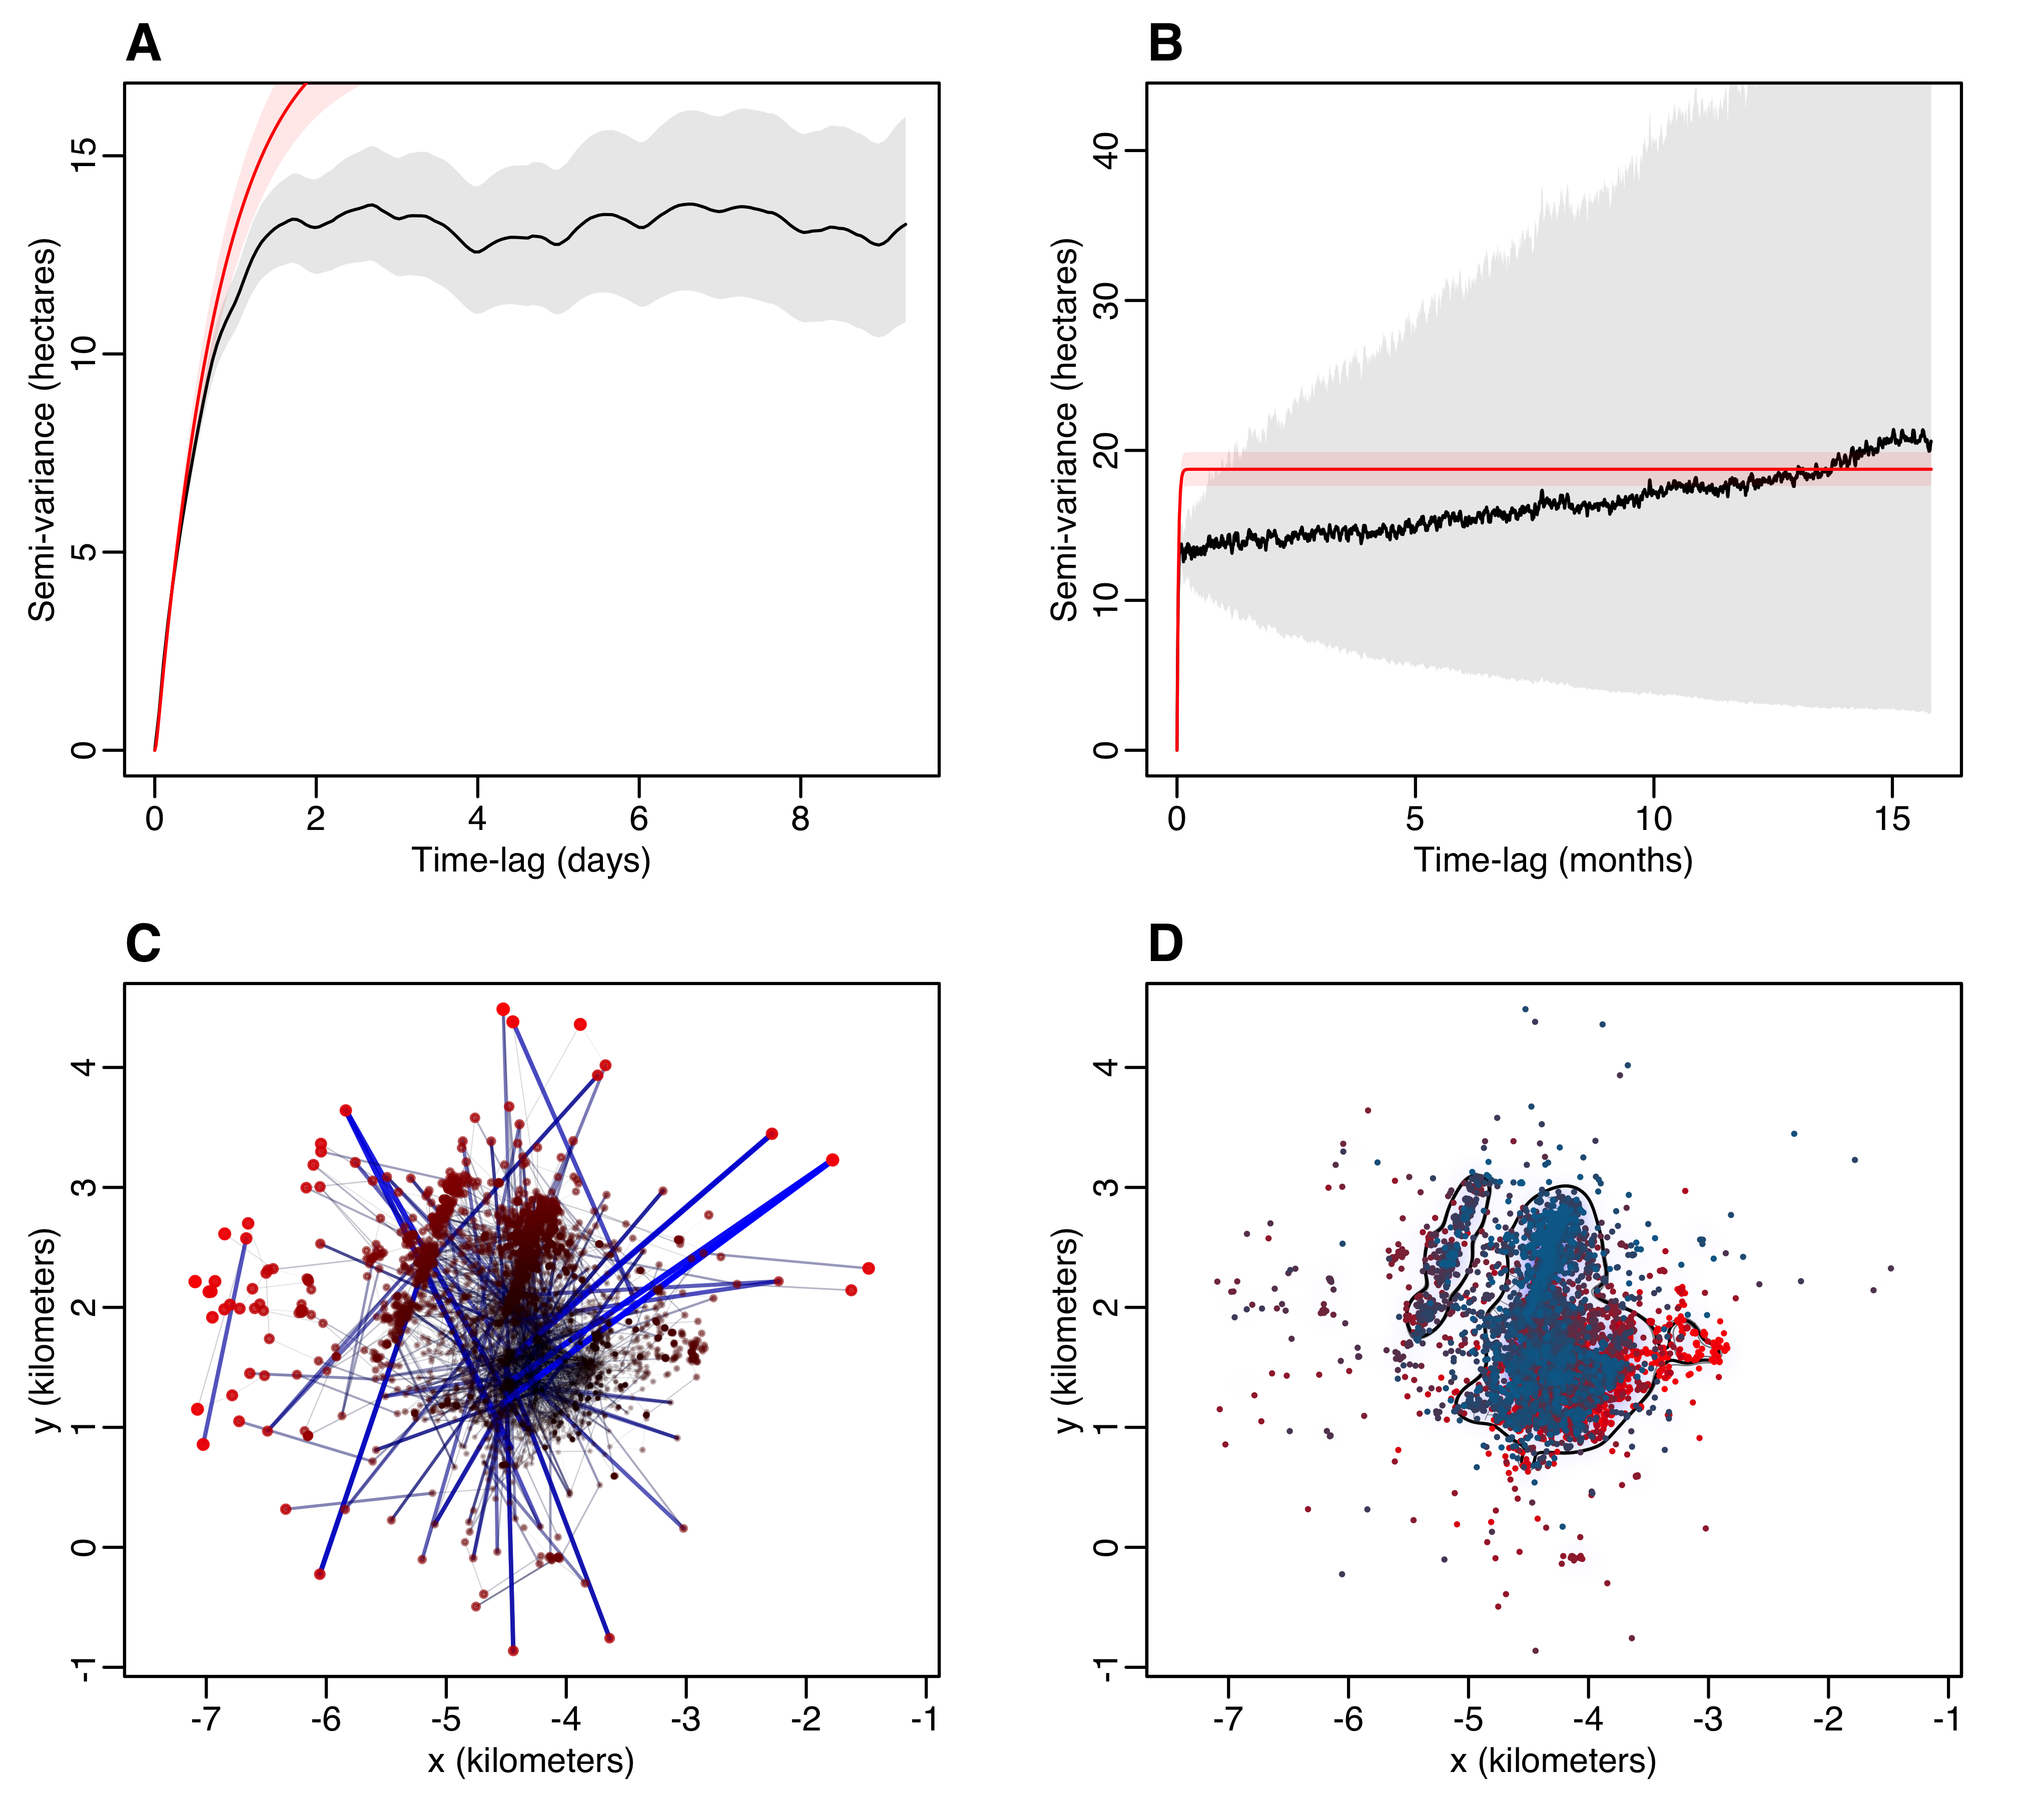 A
Semi-variance (hectares)
15
10
5
0
0 2 4 6 8
Time-lag (days)
B
Semi-variance (hectares)
40
30
20
10
0
0 5 10 15
Time-lag (months)
C
y (kilometers)
4
3
2
1
0
-1
-7 -6 -5 -4 -3 -2 -1
x (kilometers)
D
y (kilometers)
4
3
2
1
0
-1
-7 -6 -5 -4 -3 -2 -1
x (kilometers)